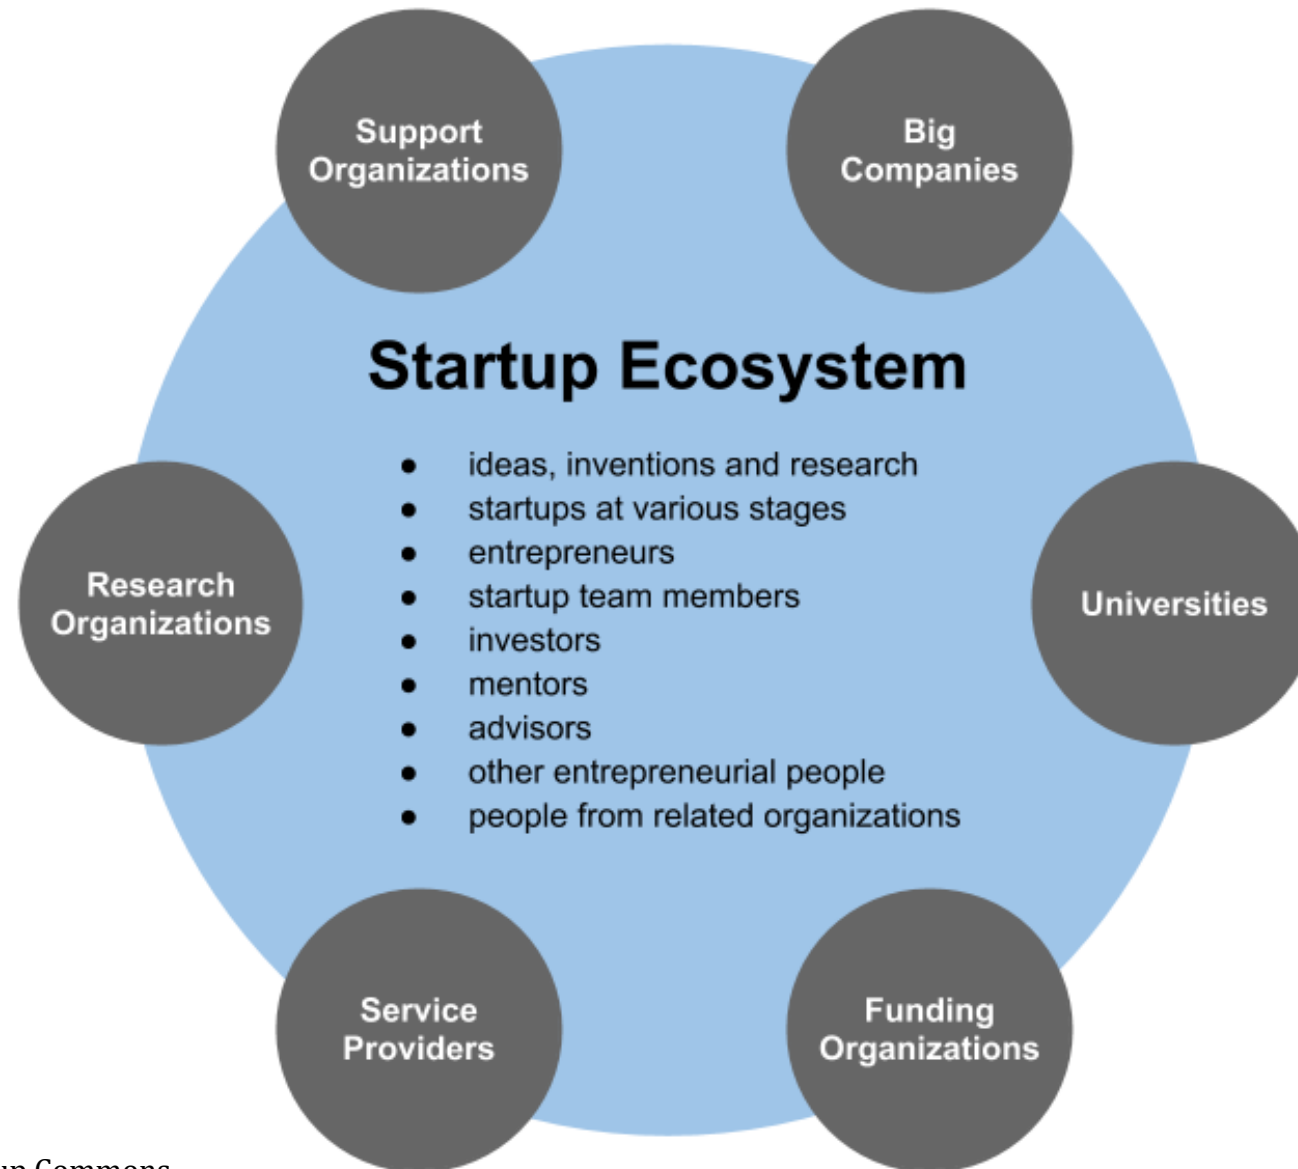 Support
Organizations
Big
Companies
Startup Ecosystem
● ideas, inventions and research
● startups at various stages
● entrepreneurs
● startup team members
● investors
● mentors
● advisors
● other entrepreneurial people
● people from related organizations
Research
Organizations
Universities
Service
Providers
Funding
Organizations
Commons